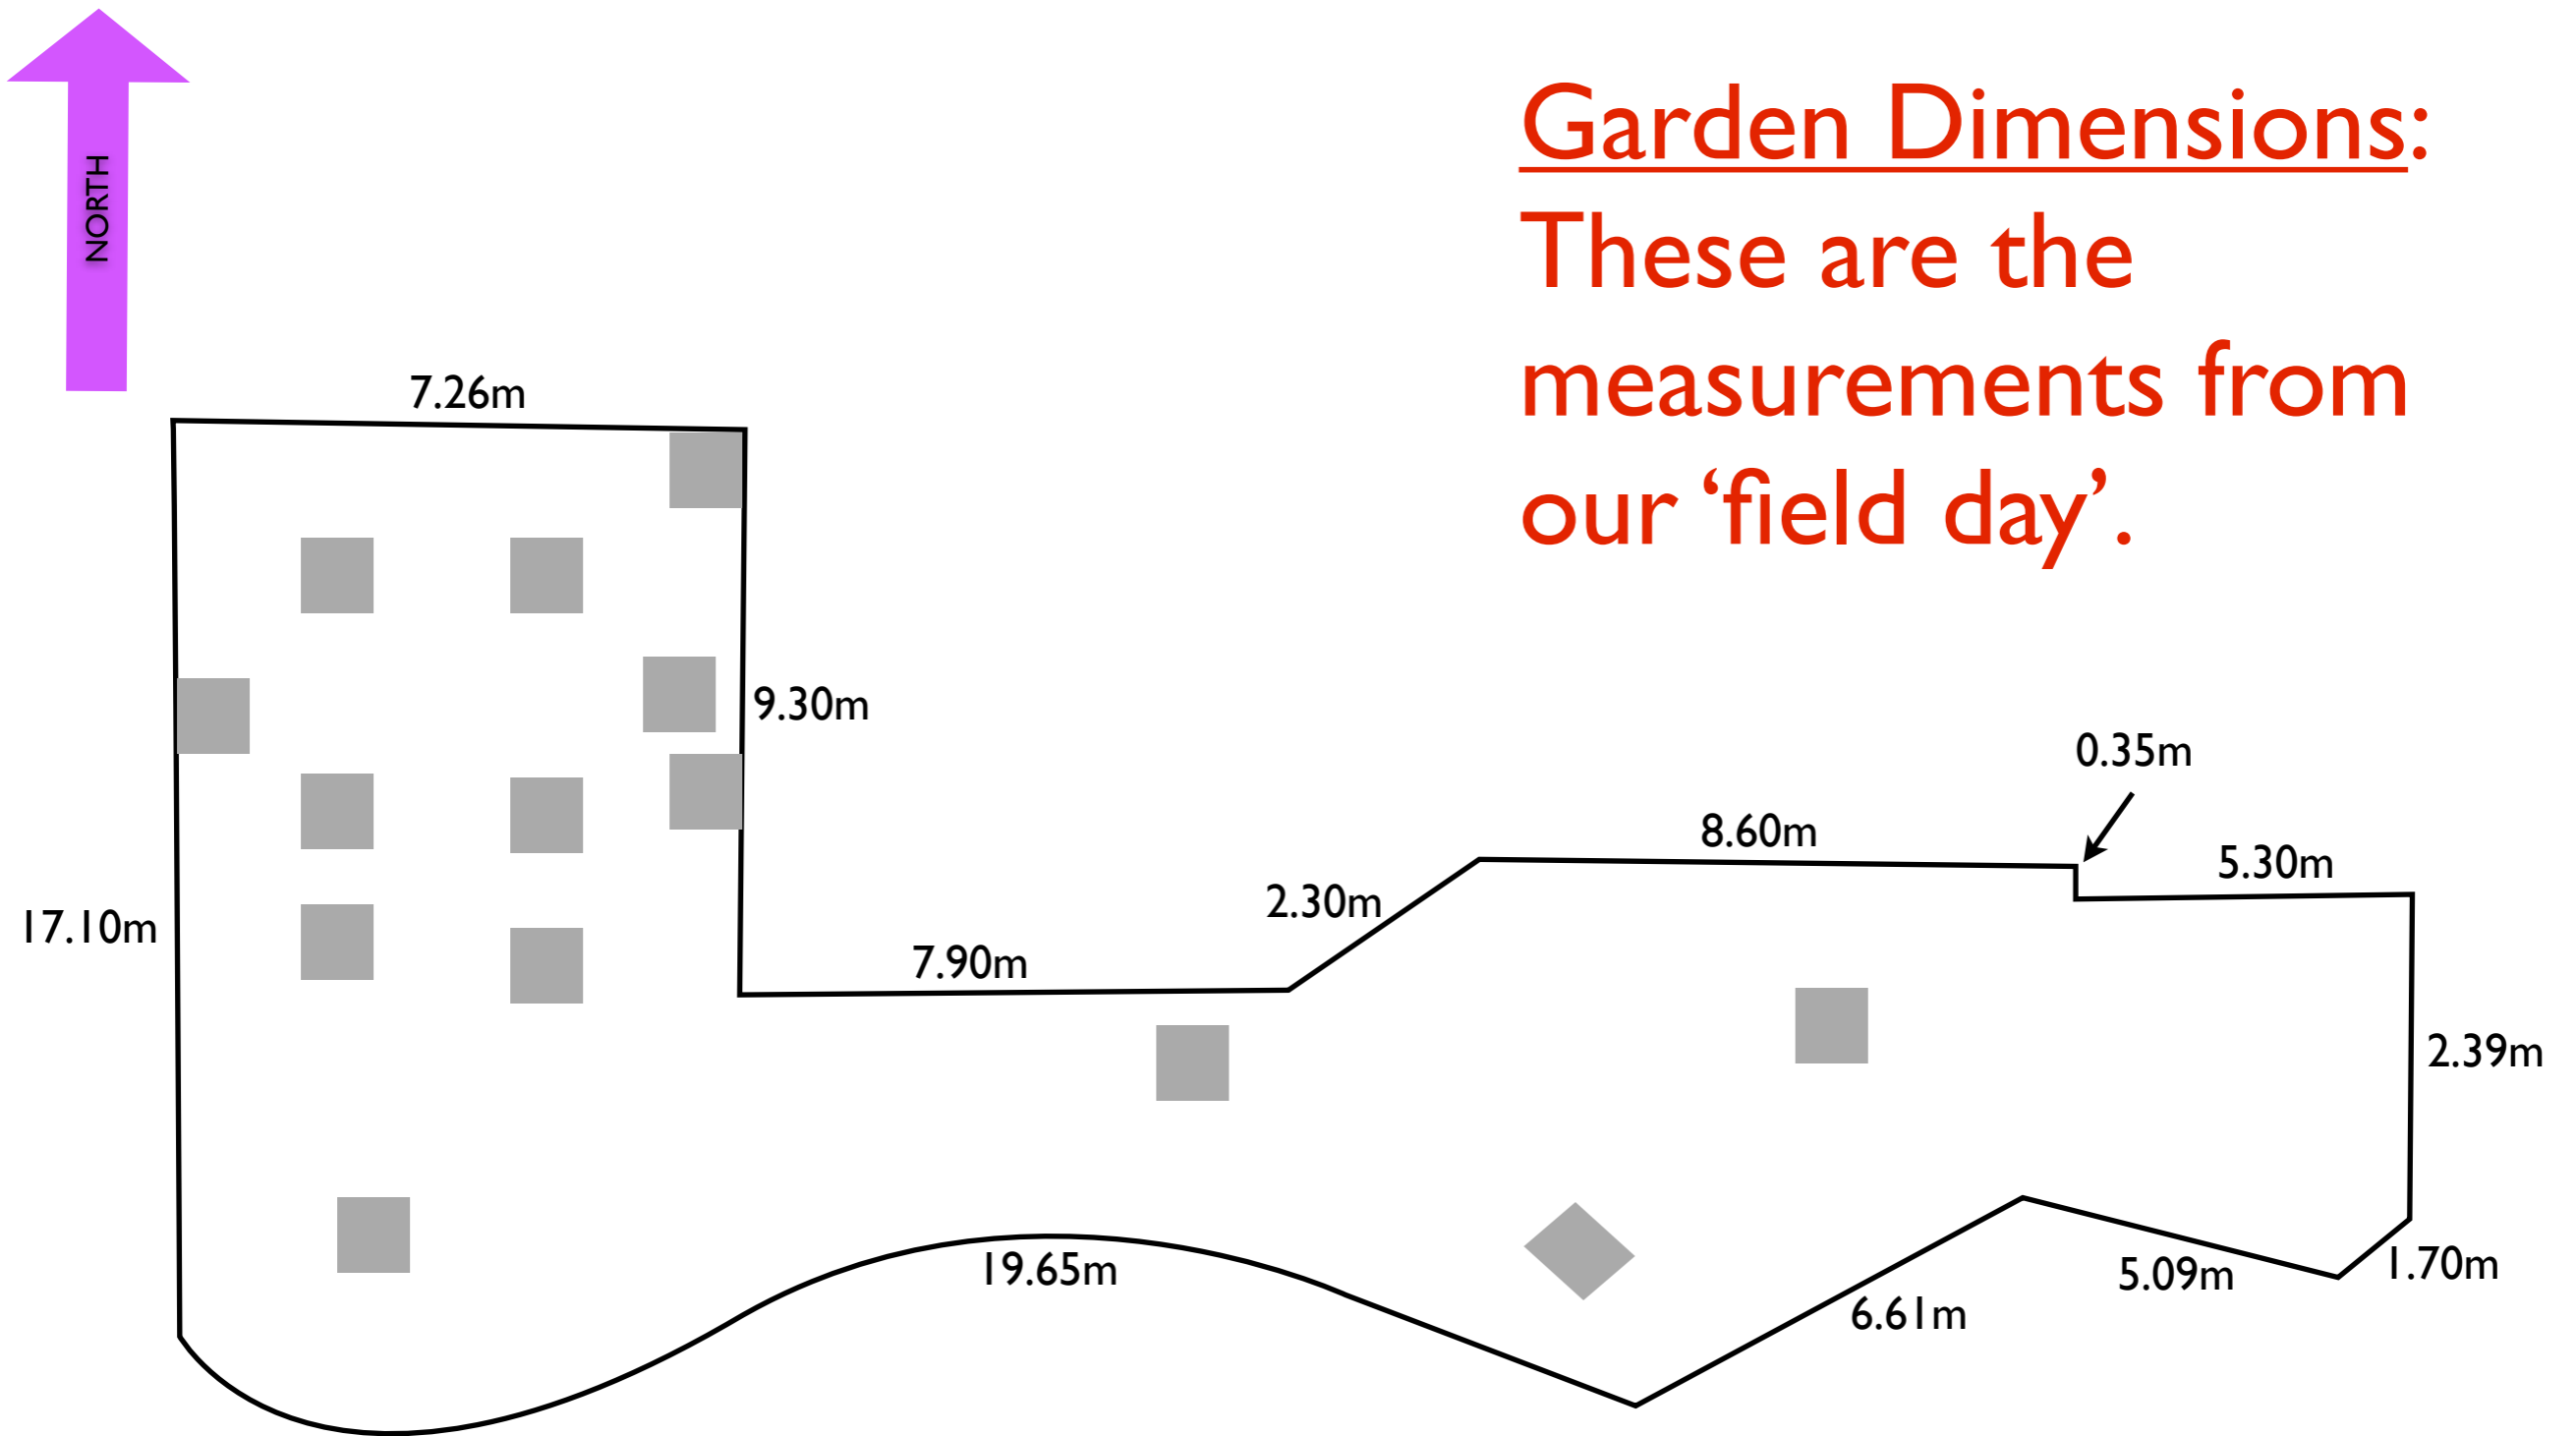 NORTH
Garden Dimensions:
These are the
measurements from
our ‘field day’.
7.26m
9.30m
0.35m
8.60m
5.30m
2.30m
17.10m
7.90m
2.39m
19.65m
1.70m
5.09m
6.61m